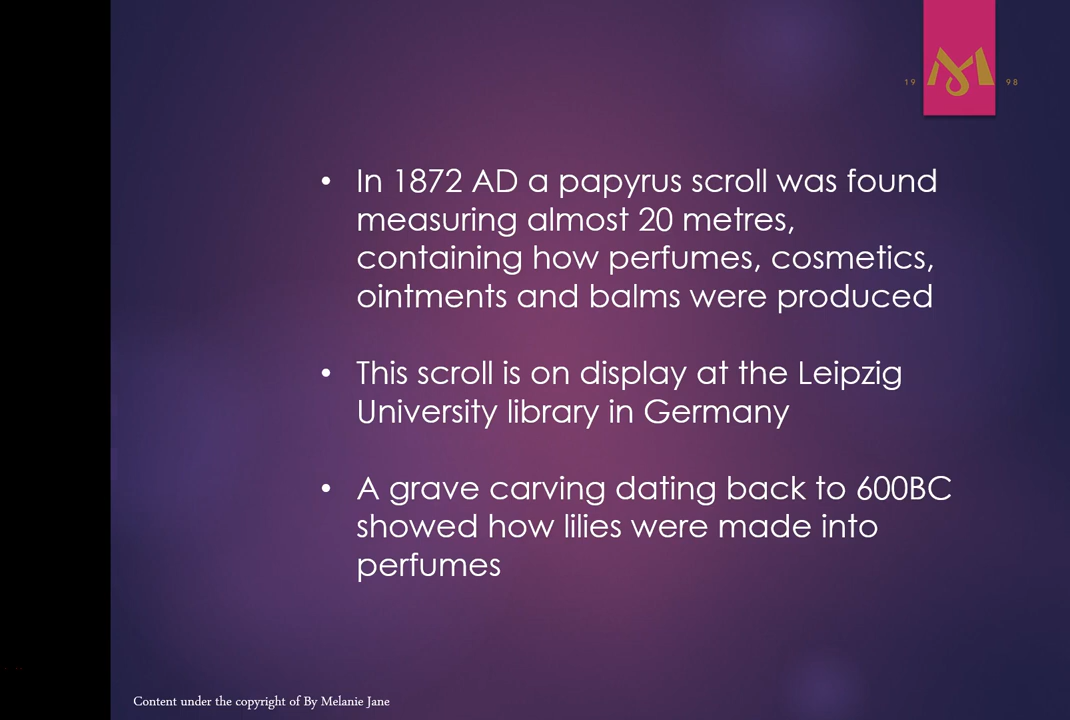 19 98
• In 1872 AD a papyrus scroll was found
measuring almost 20 metres,
containing how perfumes, cosmetics,
ointments and balms were produced
• This scroll is on display at the Leipzig
University library in Germany
• A grave carving dating back to 600BC
showed how lilies were made into
perfumes
Content under the copyright of By Melanie Jane